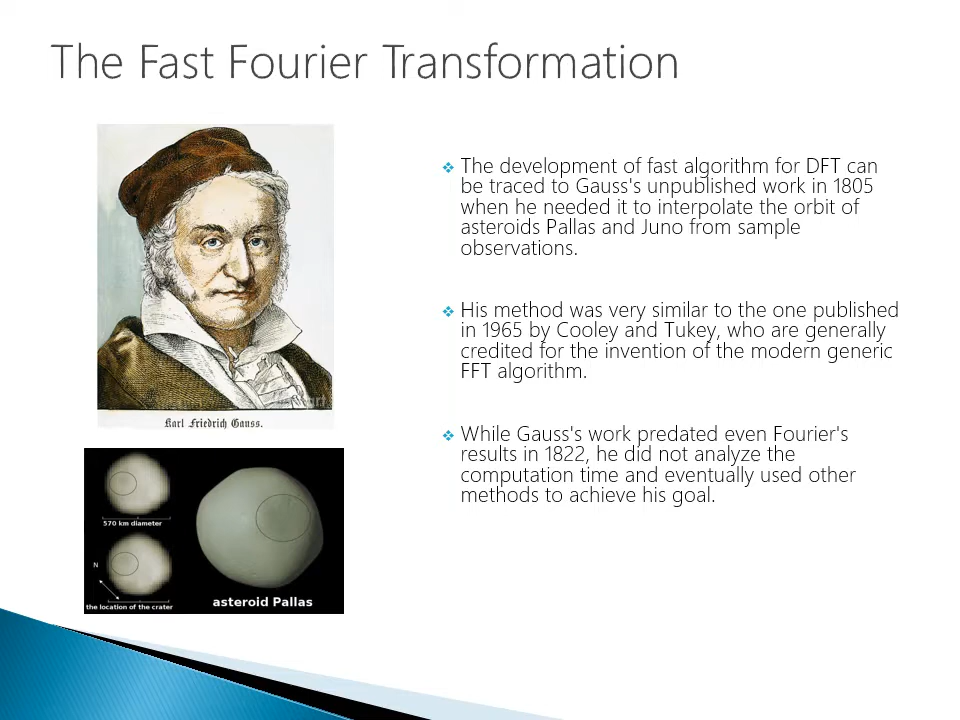 The Fast Fourier Transformation
Karl Friedrich Gauss.
570 km diameter
N
the location of the crater
asteroid Pallas
❖ The development of fast algorithm for DFT can
be traced to Gauss's unpublished work in 1805
when he needed it to interpolate the orbit of
asteroids Pallas and Juno from sample
observations.
❖ His method was very similar to the one published
in 1965 by Cooley and Tukey, who are generally
credited for the invention of the modern generic
FFT algorithm.
❖ While Gauss's work predated even Fourier's
results in 1822, he did not analyze the
computation time and eventually used other
methods to achieve his goal.